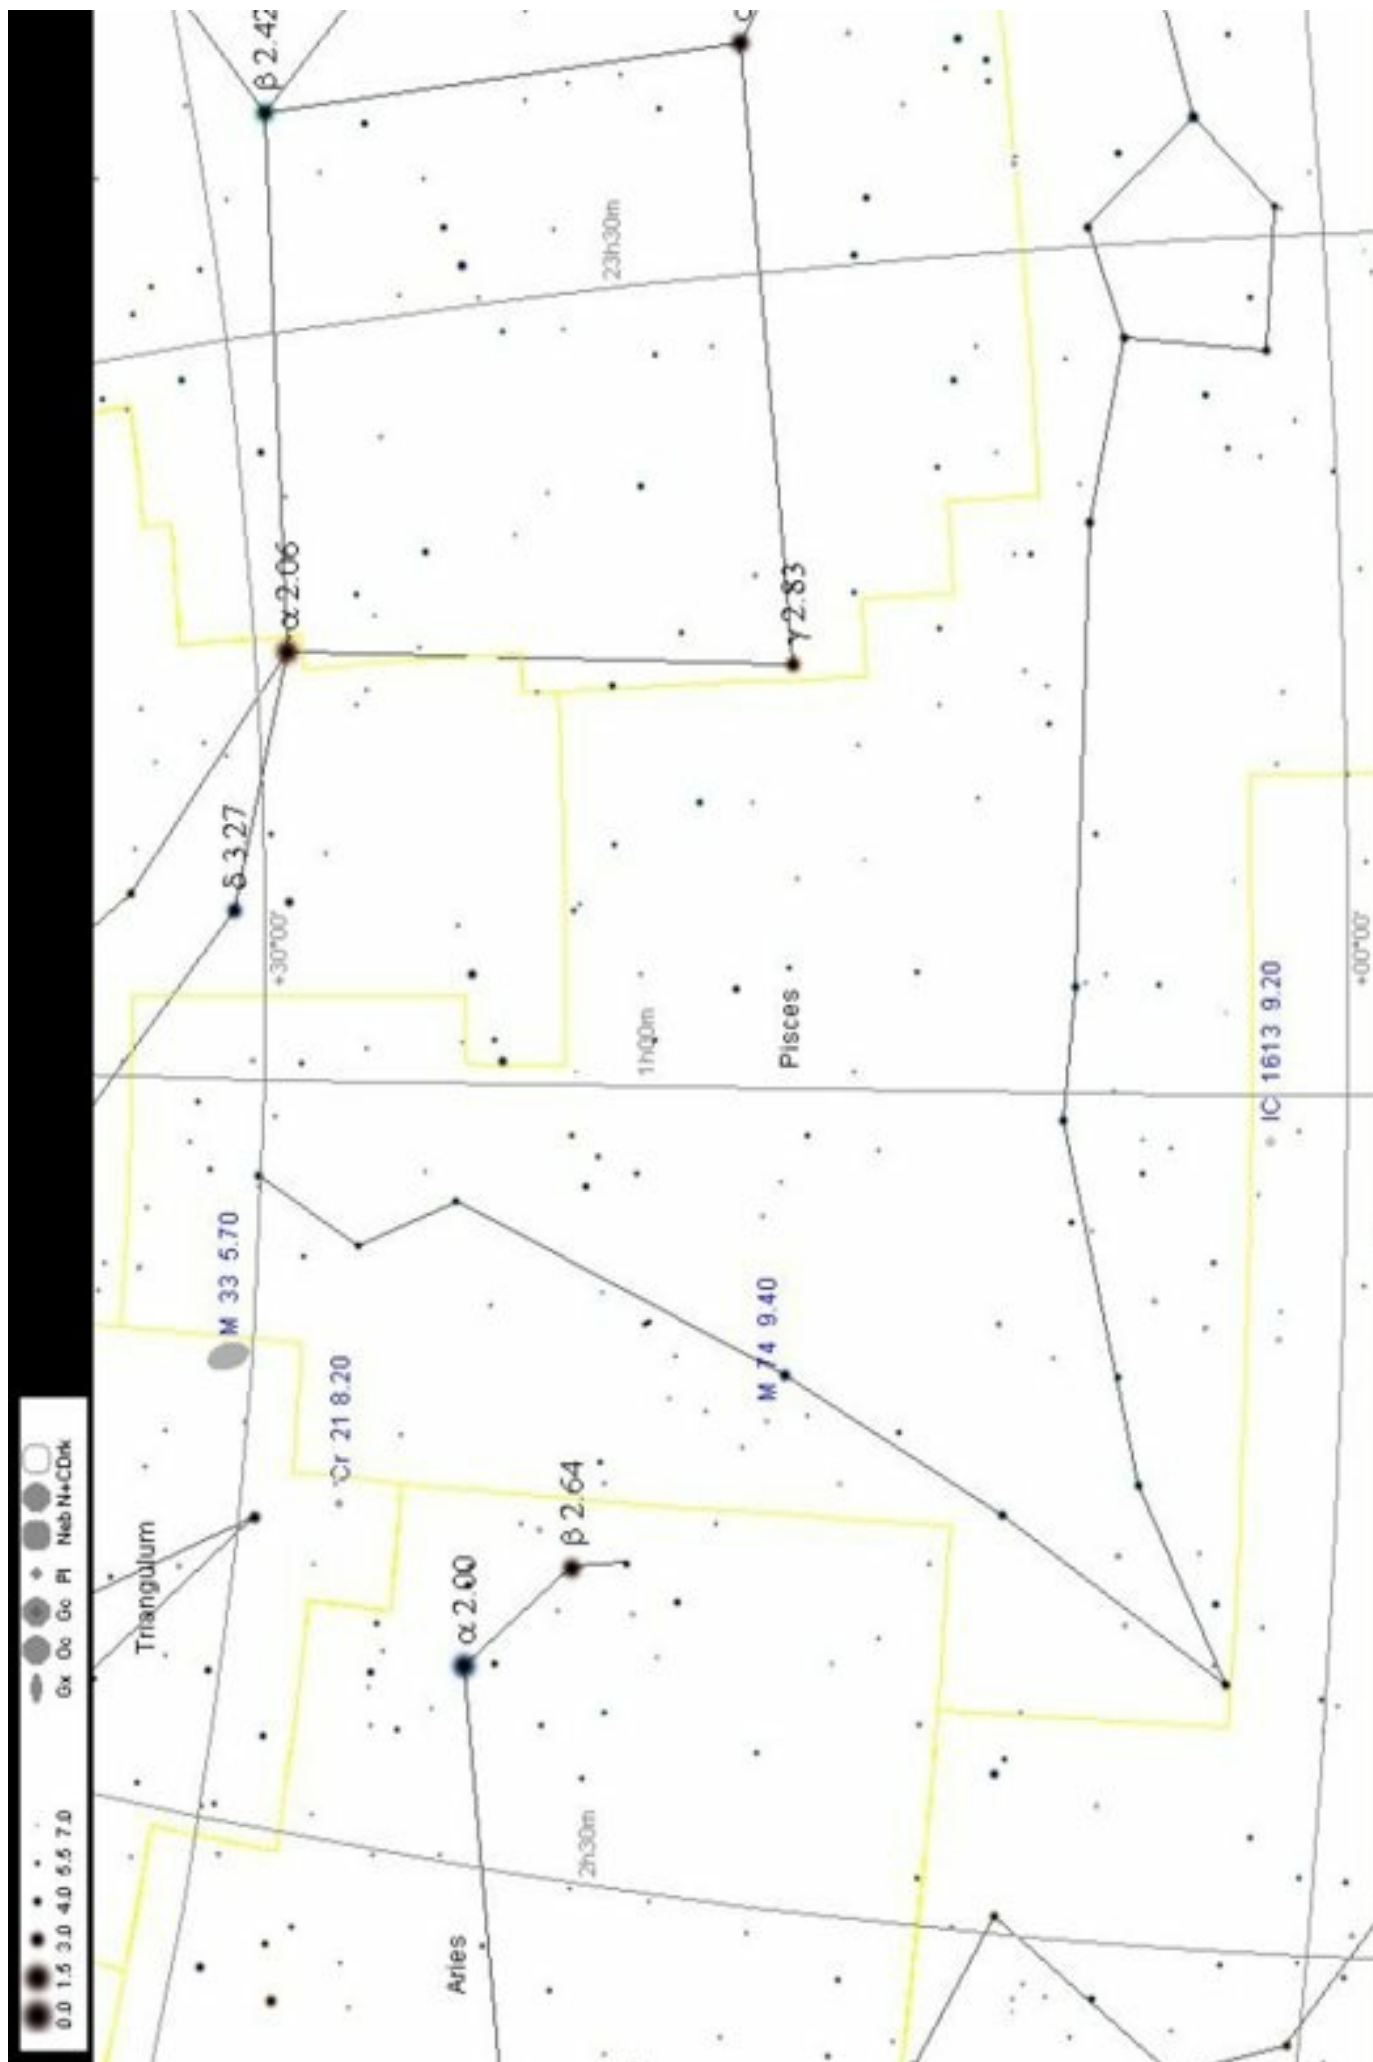 β 2.42
α 2.06
γ 2.83
δ 3.27
23h30m
+30°00'
1h00m
Pisces
IC 1613 9.20
+00°00'
M 33 5.70
M 74 9.40
Cr 21 8.20
Triangulum
α 2.00
β 2.64
2h30m
Aries
0.0 1.5 3.0 4.0 5.5 7.0 Gx Oc Gc Pl Neb N+C Drk